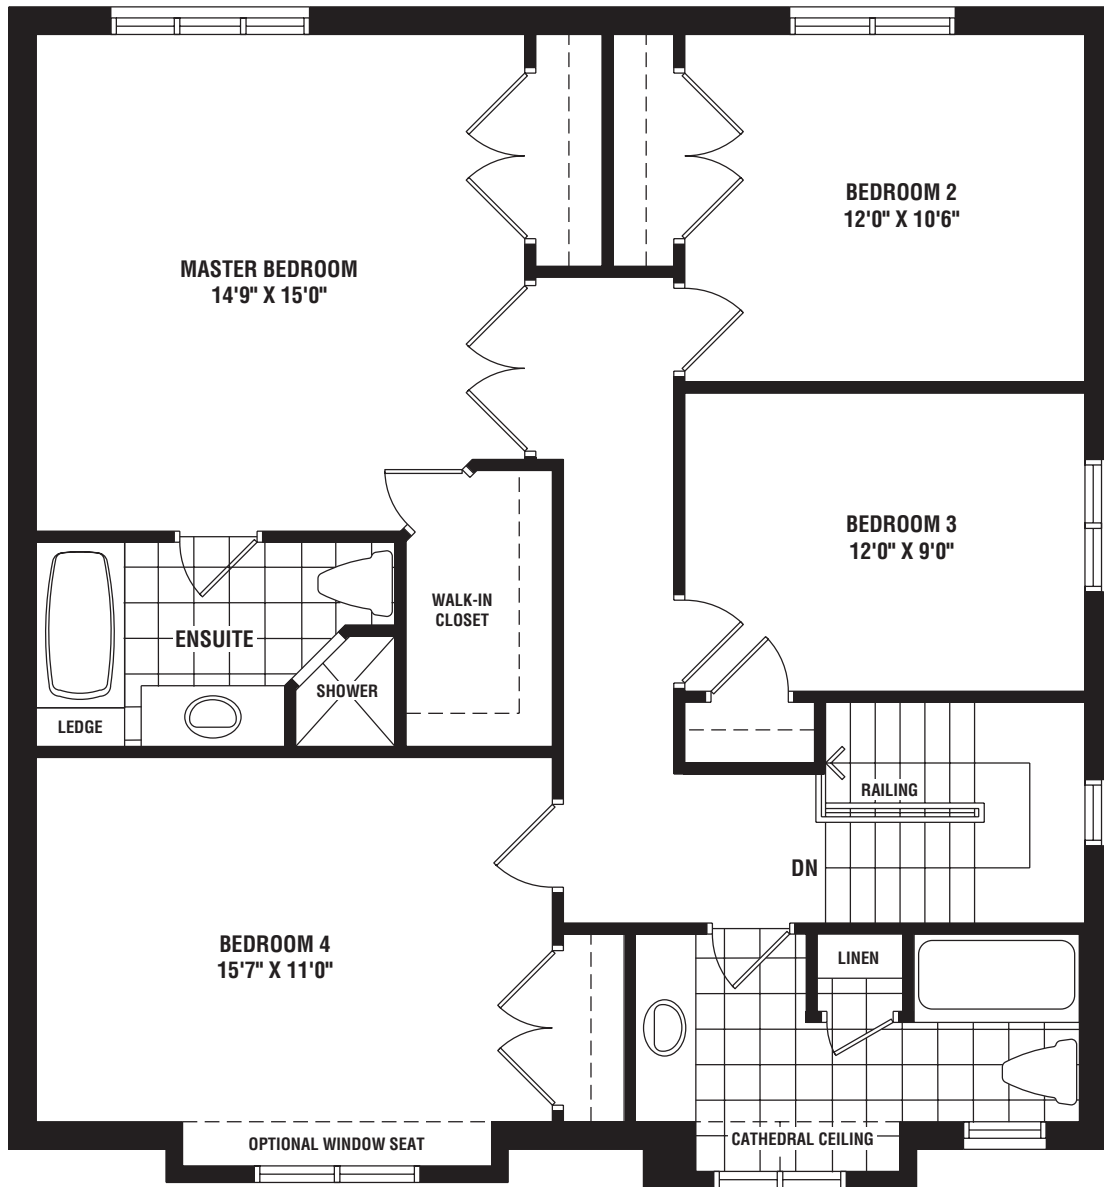 BEDROOM 2
12'0" X 10'6"
MASTER BEDROOM
14'9" X 15'0"
BEDROOM 3
12'0" X 9'0"
WALK-IN
CLOSET
ENSUITE
SHOWER
LEDGE
RAILING
DN
BEDROOM 4
15'7" X 11'0"
LINEN
OPTIONAL WINDOW SEAT
CATHEDRAL CEILING